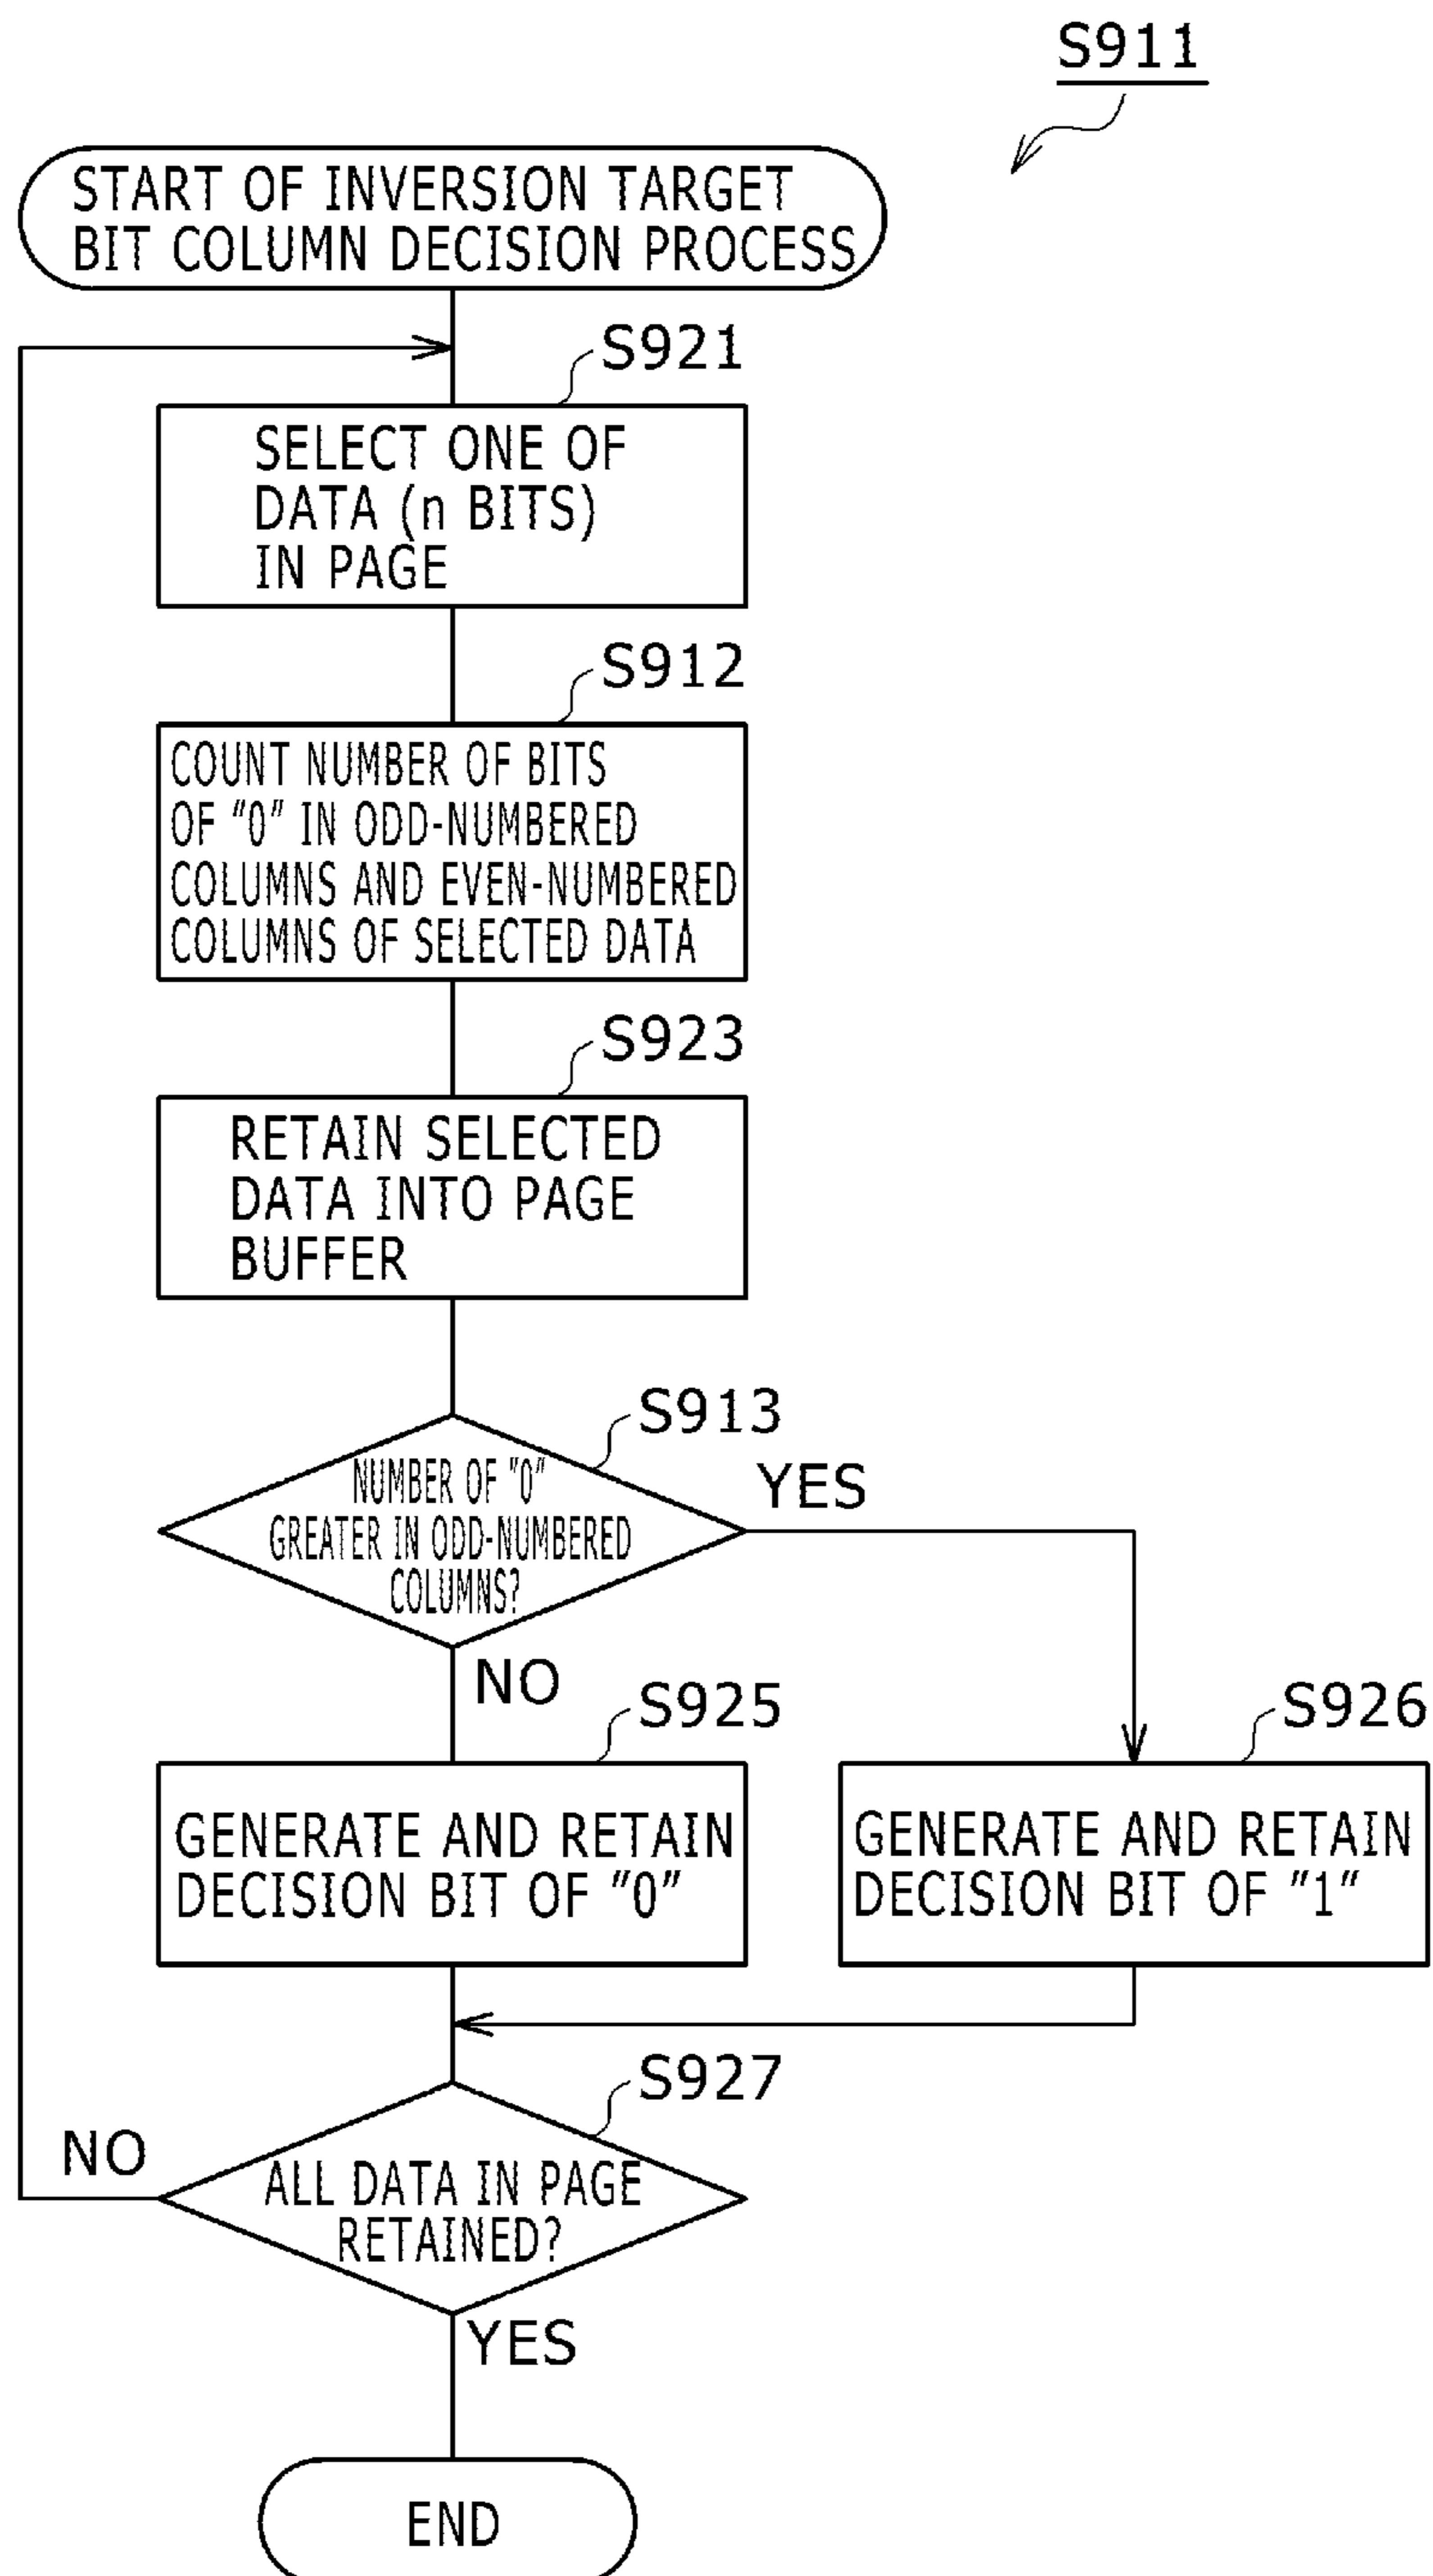 S911
START OF INVERSION TARGET
BIT COLUMN DECISION PROCESS
S921
SELECT ONE OF
DATA (n BITS)
IN PAGE
S912
COUNT NUMBER OF BITS
OF "0" IN ODD-NUMBERED
COLUMNS AND EVEN-NUMBERED
COLUMNS OF SELECTED DATA
S923
RETAIN SELECTED
DATA INTO PAGE
BUFFER
S913
NUMBER OF "0"
GREATER IN ODD-NUMBERED
COLUMNS?
YES
NO
S925
GENERATE AND RETAIN
DECISION BIT OF "0"
S926
GENERATE AND RETAIN
DECISION BIT OF "1"
S927
NO
ALL DATA IN PAGE
RETAINED?
YES
END